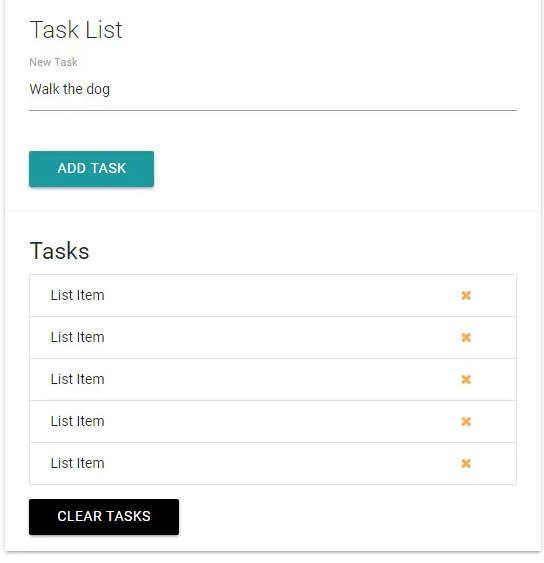 Task List
New Task
Walk the dog
ADD TASK
Tasks
List Item
List Item
List Item
List Item
List Item
CLEAR TASKS